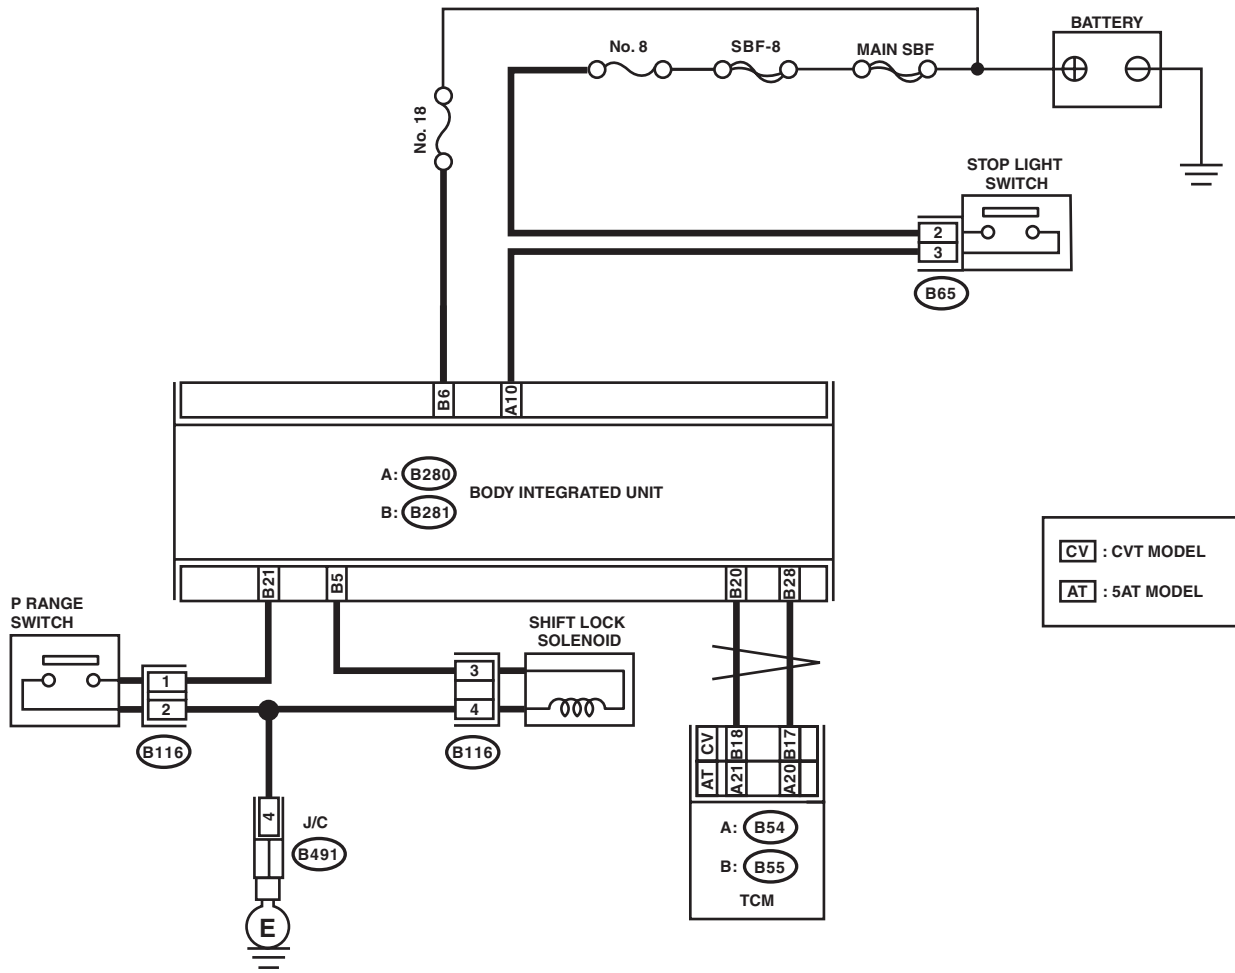 BATTERY
No. 8
SBF-8
MAIN SBF
No. 18
STOP LIGHT
SWITCH
2
3
B65
B6
A10
A: B280
B: B281
BODY INTEGRATED UNIT
CV : CVT MODEL
AT : 5AT MODEL
B21
B5
B20
B28
P RANGE
SWITCH
SHIFT LOCK
SOLENOID
1
2
3
4
B116
B116
CV
B18
B17
AT
A21
A20
4
J/C
B491
A: B54
B: B55
TCM
E